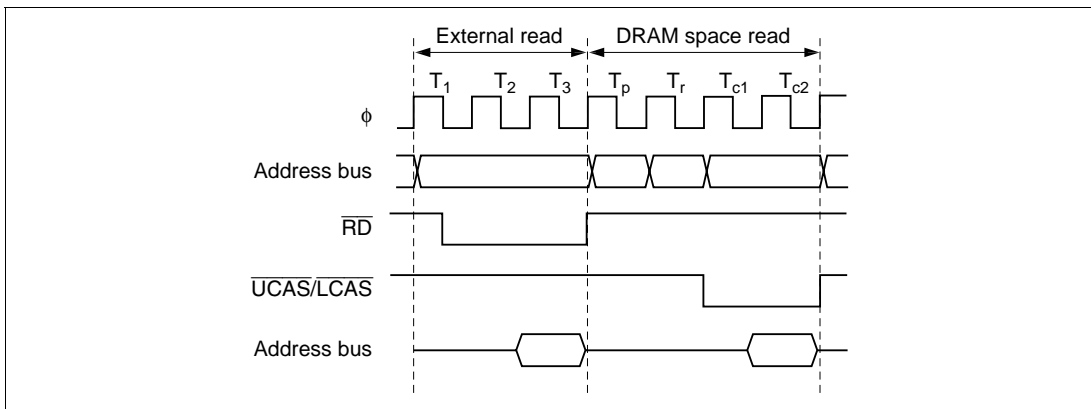 External read DRAM space read
T1 T2 T3 Tp Tr Tc1 Tc2
φ
Address bus
RD
UCAS/LCAS
Address bus